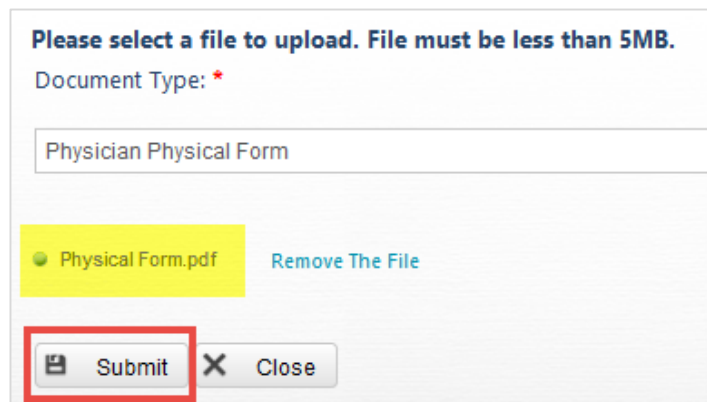 Please select a file to upload. File must be less than 5MB.
Document Type: *
Physician Physical Form
Physical Form.pdf Remove The File
Submit Close